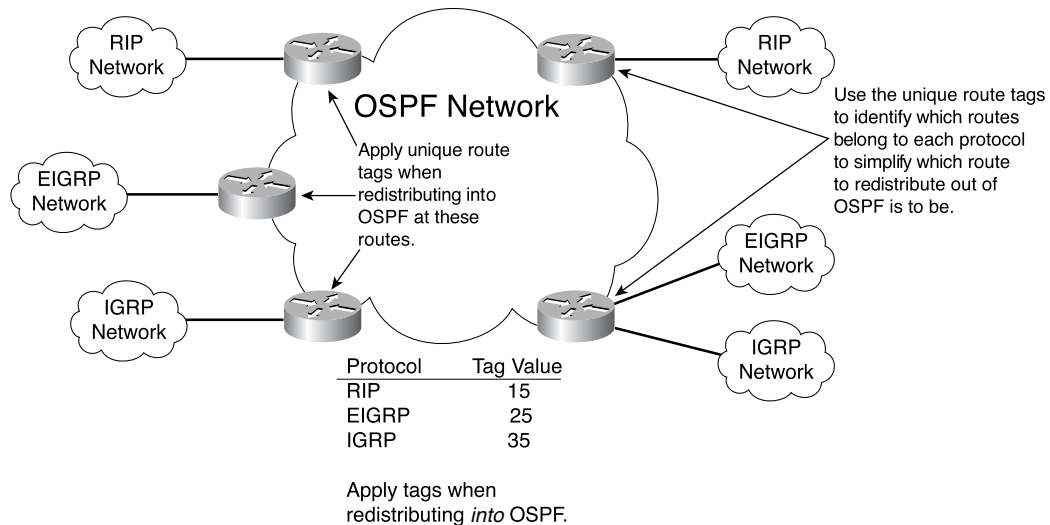 RIP
Network
RIP
Network
OSPF Network
Use the unique route tags
to identify which routes
belong to each protocol
to simplify which route
to redistribute out of
OSPF is to be.
Apply unique route
tags when
redistributing into
OSPF at these
routes.
EIGRP
Network
EIGRP
Network
IGRP
Network
IGRP
Network
Protocol Tag Value
RIP 15
EIGRP 25
IGRP 35
Apply tags when
redistributing into OSPF.